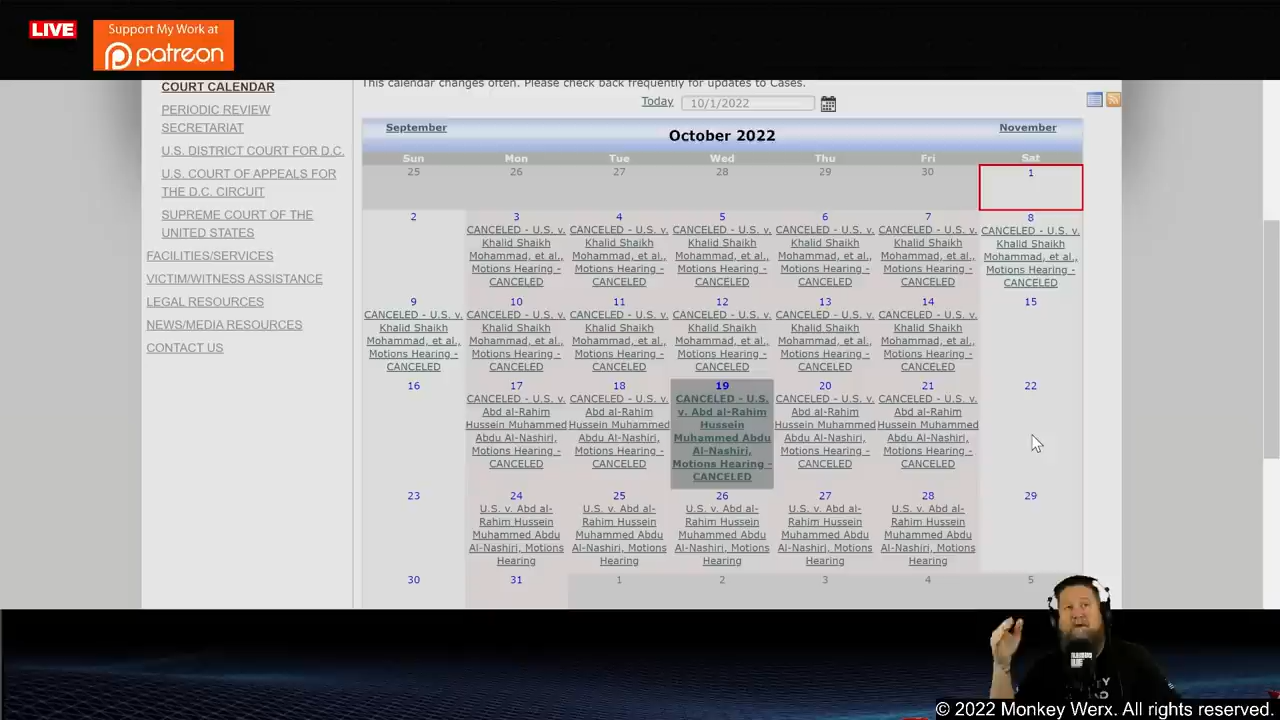 LIVE
Support My Work at
patreon
COURT CALENDAR
PERIODIC REVIEW
SECRETARIAT
U.S. DISTRICT COURT FOR D.C.
U.S. COURT OF APPEALS FOR
THE D.C. CIRCUIT
SUPREME COURT OF THE
UNITED STATES
FACILITIES/SERVICES
VICTIM/WITNESS ASSISTANCE
LEGAL RESOURCES
NEWS/MEDIA RESOURCES
CONTACT US
This calendar changes often. Please check back frequently for updates to Cases.
Today 10/1/2022
September October 2022 November
Sun Mon Tue Wed Thu Fri Sat
25 26 27 28 29 30 1
2 3 4 5 6 7 8
CANCELED - U.S. v. CANCELED - U.S. v. CANCELED - U.S. v. CANCELED - U.S. v. CANCELED - U.S. v. CANCELED - U.S. v.
Khalid Shaikh Khalid Shaikh Khalid Shaikh Khalid Shaikh Khalid Shaikh Khalid Shaikh
Mohammad, et al., Mohammad, et al., Mohammad, et al., Mohammad, et al., Mohammad, et al., Mohammad, et al.,
Motions Hearing - Motions Hearing - Motions Hearing - Motions Hearing - Motions Hearing - Motions Hearing -
CANCELED CANCELED CANCELED CANCELED CANCELED CANCELED
9 10 11 12 13 14 15
CANCELED - U.S. v. CANCELED - U.S. v. CANCELED - U.S. v. CANCELED - U.S. v. CANCELED - U.S. v. CANCELED - U.S. v.
Khalid Shaikh Khalid Shaikh Khalid Shaikh Khalid Shaikh Khalid Shaikh Khalid Shaikh
Mohammad, et al., Mohammad, et al., Mohammad, et al., Mohammad, et al., Mohammad, et al., Mohammad, et al.,
Motions Hearing - Motions Hearing - Motions Hearing - Motions Hearing - Motions Hearing - Motions Hearing -
CANCELED CANCELED CANCELED CANCELED CANCELED CANCELED
16 17 18 19 20 21 22
CANCELED - U.S. v. CANCELED - U.S. v. CANCELED - U.S. CANCELED - U.S. v. CANCELED - U.S. v.
Abd al-Rahim Abd al-Rahim v. Abd al-Rahim Abd al-Rahim Abd al-Rahim
Hussein Muhammed Hussein Muhammed Hussein Hussein Muhammed Hussein Muhammed
Abdu Al-Nashiri, Abdu Al-Nashiri, Muhammed Abdu Abdu Al-Nashiri, Abdu Al-Nashiri,
Motions Hearing - Motions Hearing - Al-Nashiri, Motions Hearing - Motions Hearing -
CANCELED CANCELED Motions Hearing - CANCELED CANCELED
CANCELED
23 24 25 26 27 28 29
U.S. v. Abd al- U.S. v. Abd al- U.S. v. Abd al- U.S. v. Abd al- U.S. v. Abd al-
Rahim Hussein Rahim Hussein Rahim Hussein Rahim Hussein Rahim Hussein
Muhammed Abdu Muhammed Abdu Muhammed Abdu Muhammed Abdu Muhammed Abdu
Al-Nashiri, Motions Al-Nashiri, Motions Al-Nashiri, Motions Al-Nashiri, Motions Al-Nashiri, Motions
Hearing Hearing Hearing Hearing Hearing
30 31 1 2 3 4 5
© 2022 Monkey Werx. All rights reserved.